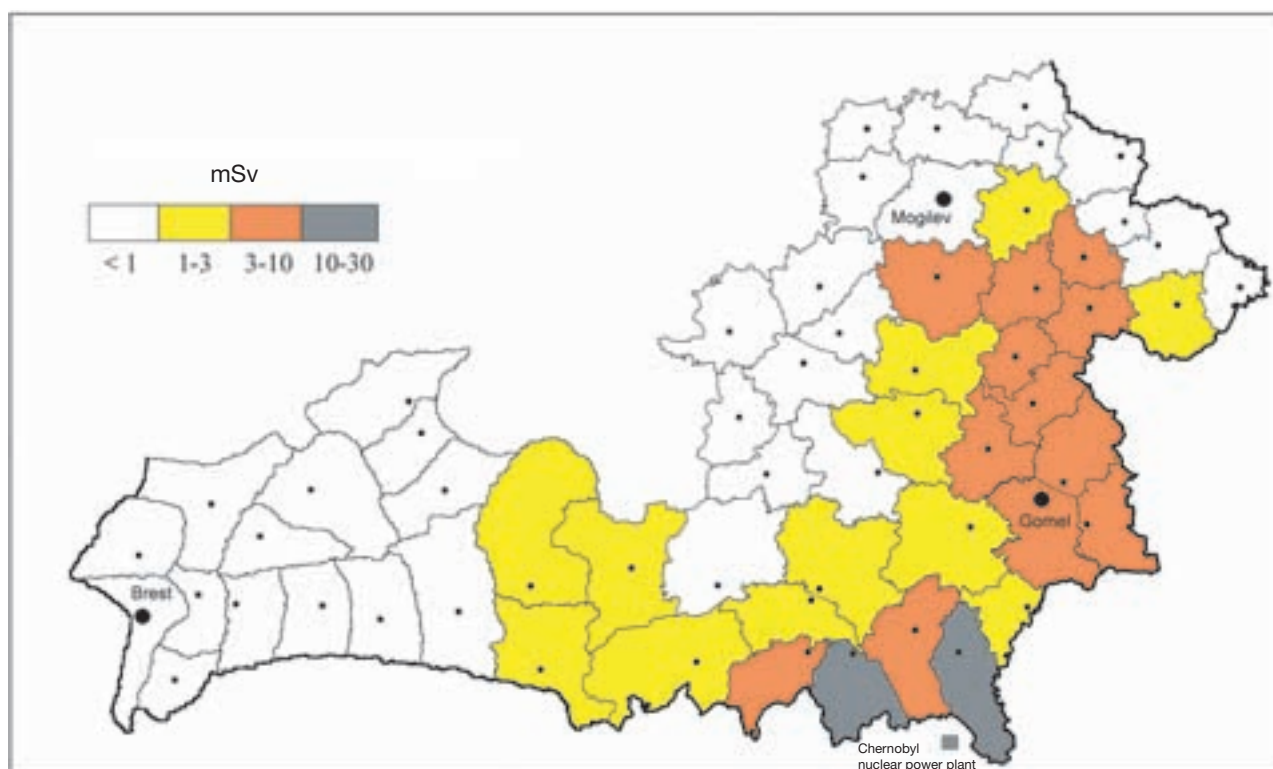 mSv
< 1 1-3 3-10 10-30
Mogilev
Gomel
Brest
Chernobyl
nuclear power plant